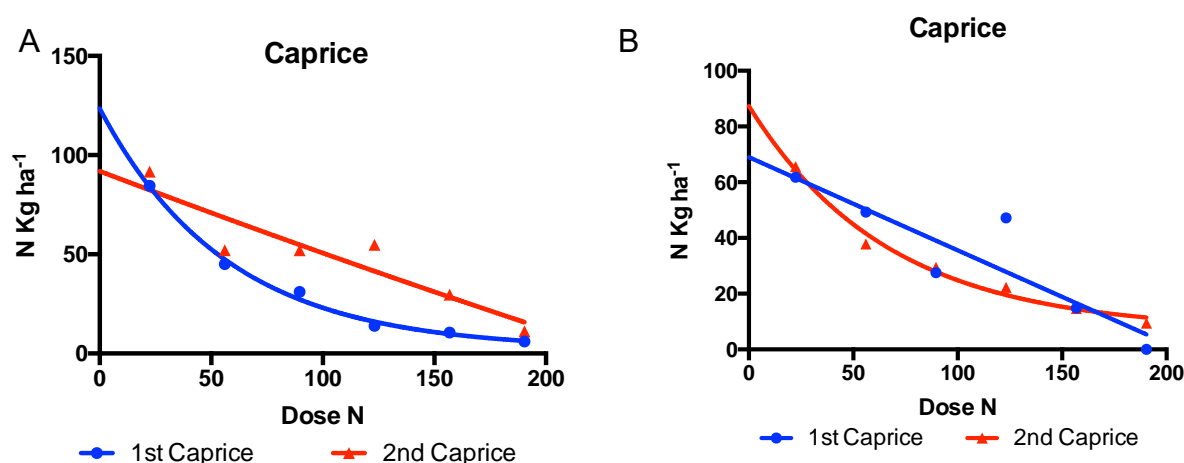 A
Caprice
150
100
50
0
N Kg ha⁻¹
0 50 100 150 200
Dose N
1st Caprice 2nd Caprice
B
Caprice
100
80
60
40
20
0
N Kg ha⁻¹
0 50 100 150 200
Dose N
1st Caprice 2nd Caprice